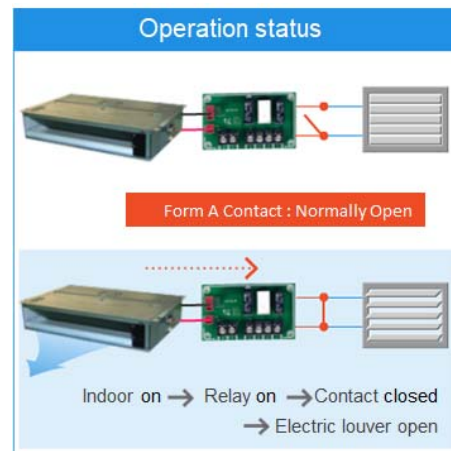 Operation status
Form A Contact : Normally Open
Indoor on → Relay on → Contact closed
→ Electric louver open